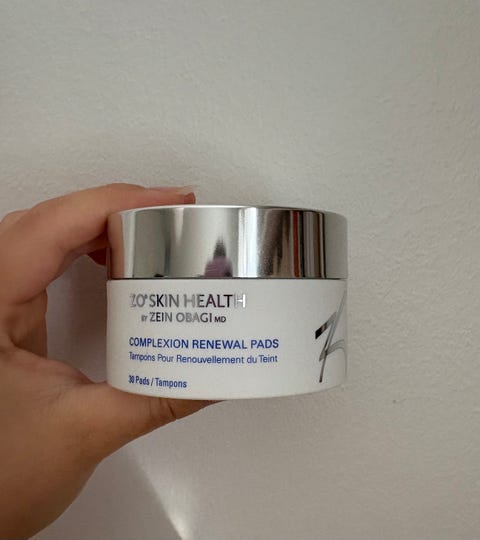 ZO® SKIN HEALTH
BY ZEIN OBAGI MD
COMPLEXION RENEWAL PADS
Tampons Pour Renouvellement du Teint
30 Pads / Tampons